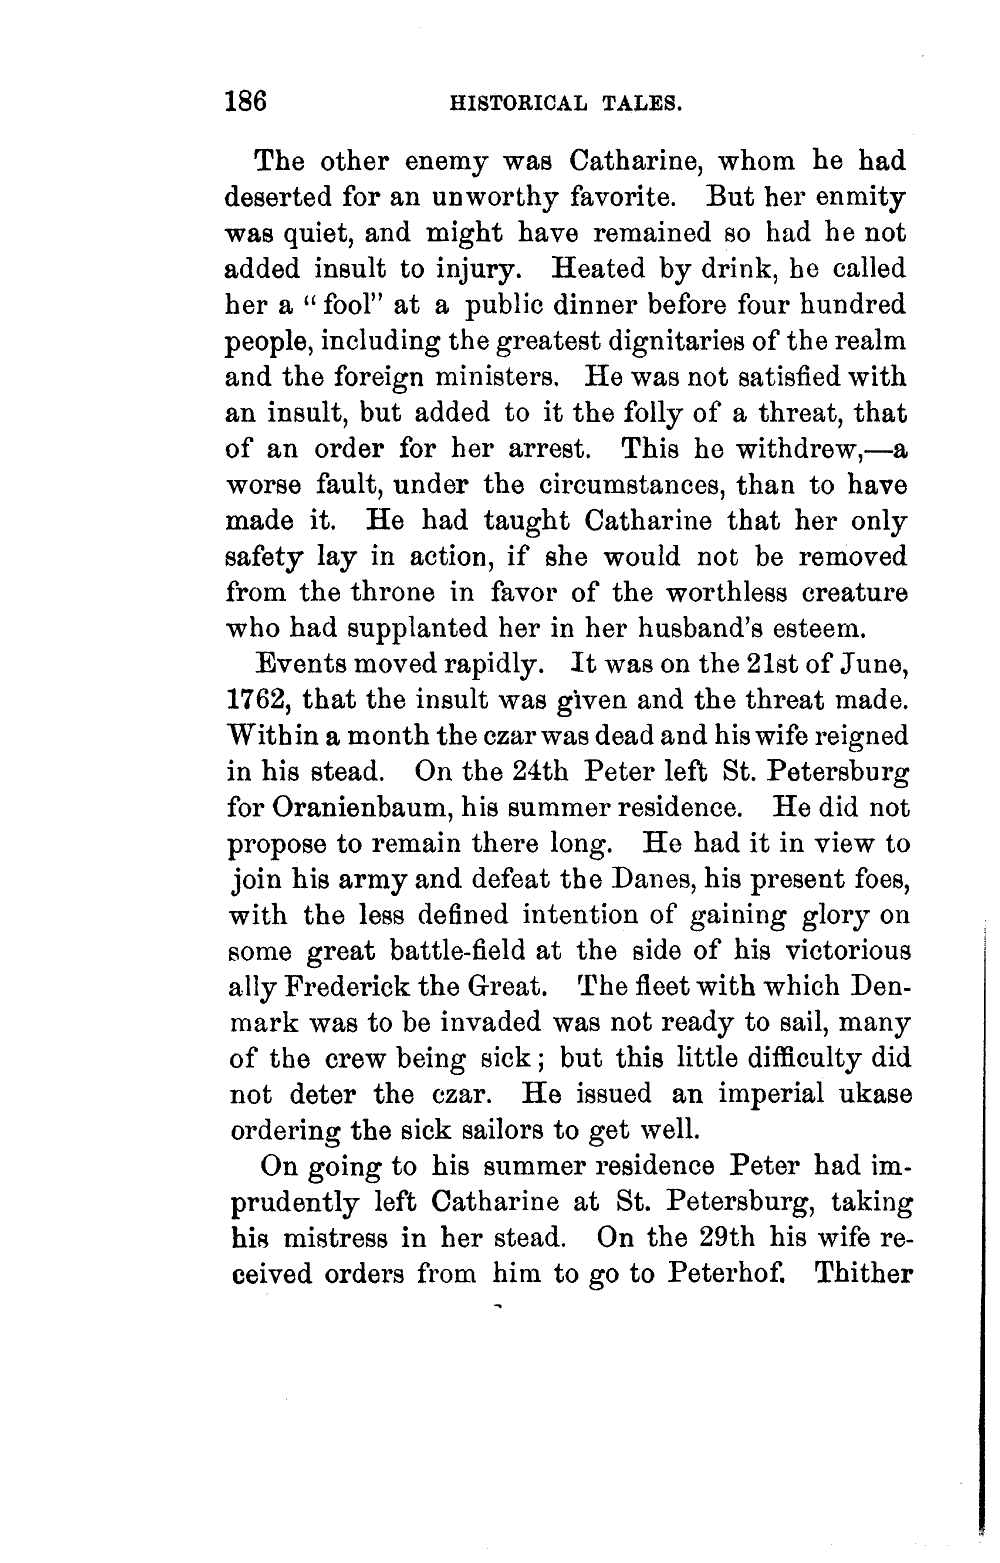 186 HISTORICAL TALES.
The other enemy was Catharine, whom he had
deserted for an unworthy favorite. But her enmity
was quiet, and might have remained so had he not
added insult to injury. Heated by drink, he called
her a “fool” at a public dinner before four hundred
people, including the greatest dignitaries of the realm
and the foreign ministers. He was not satisfied with
an insult, but added to it the folly of a threat, that
of an order for her arrest. This he withdrew,—a
worse fault, under the circumstances, than to have
made it. He had taught Catharine that her only
safety lay in action, if she would not be removed
from the throne in favor of the worthless creature
who had supplanted her in her husband's esteem.
Events moved rapidly. It was on the 21st of June,
1762, that the insult was given and the threat made.
Within a month the czar was dead and his wife reigned
in his stead. On the 24th Peter left St. Petersburg
for Oranienbaum, his summer residence. He did not
propose to remain there long. He had it in view to
join his army and defeat the Danes, his present foes,
with the less defined intention of gaining glory on
some great battle-field at the side of his victorious
ally Frederick the Great. The fleet with which Den-
mark was to be invaded was not ready to sail, many
of the crew being sick; but this little difficulty did
not deter the czar. He issued an imperial ukase
ordering the sick sailors to get well.
On going to his summer residence Peter had im-
prudently left Catharine at St. Petersburg, taking
his mistress in her stead. On the 29th his wife re-
ceived orders from him to go to Peterhof. Thither